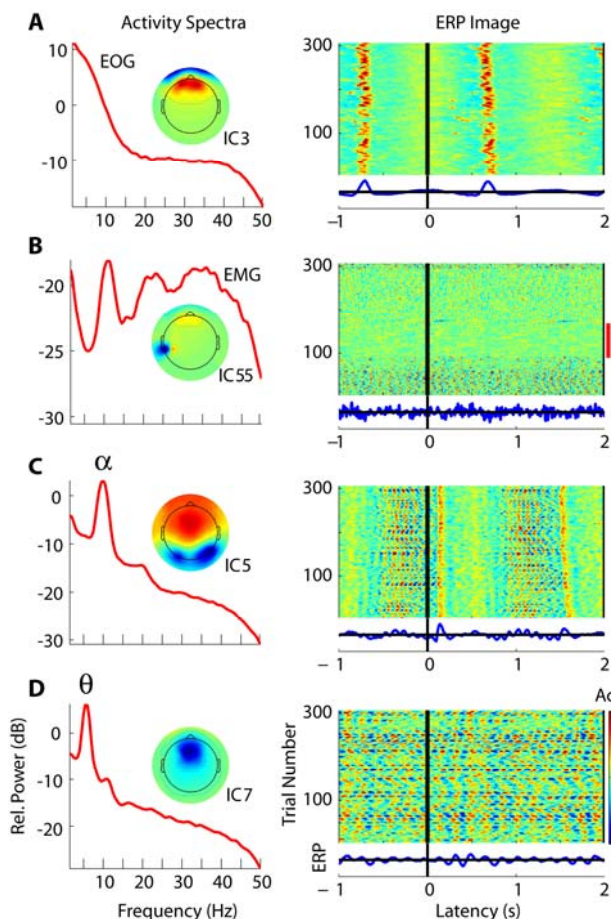 Activity Spectra
ERP Image
A
10
0
-10
EOG
IC3
10 20 30 40 50
300
100
-1 0 1 2
B
-20
-25
-30
EMG
IC55
300
100
-1 0 1 2
C
α
0
-10
-20
-30
IC5
300
100
– 0 1 2
D
θ
0
-10
-20
Rel. Power (dB)
IC7
10 20 30 40 50
Frequency (Hz)
Trial Number
300
100
ERP
– 0 1 2
Latency (s)